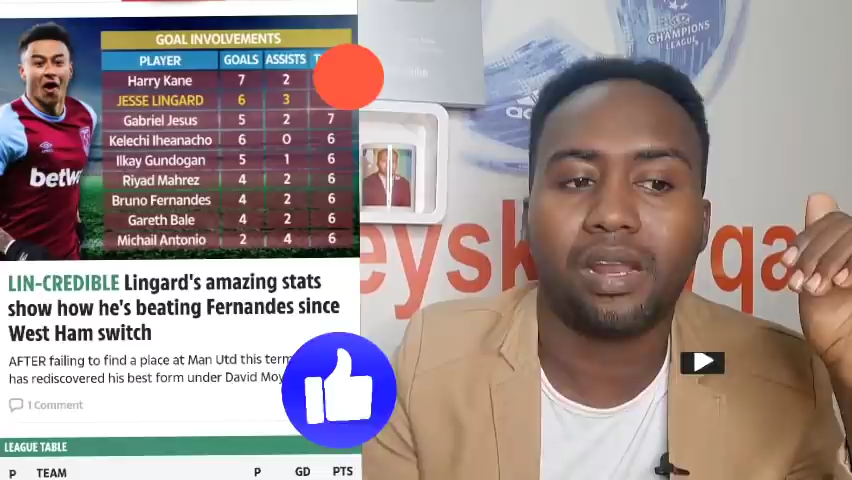 GOAL INVOLVEMENTS
PLAYER GOALS ASSISTS
Harry Kane 7 2
JESSE LINGARD 6 3
Gabriel Jesus 5 2 7
Kelechi Iheanacho 6 0 6
Ilkay Gundogan 5 1 6
Riyad Mahrez 4 2 6
Bruno Fernandes 4 2 6
Gareth Bale 4 2 6
Michail Antonio 2 4 6
betw
LIN-CREDIBLE Lingard's amazing stats
show how he's beating Fernandes since
West Ham switch
AFTER failing to find a place at Man Utd this term
has rediscovered his best form under David Moy
1 Comment
LEAGUE TABLE
P TEAM P GD PTS
CHAMPIONS
LEAGUE
adidas
eysk
rqa